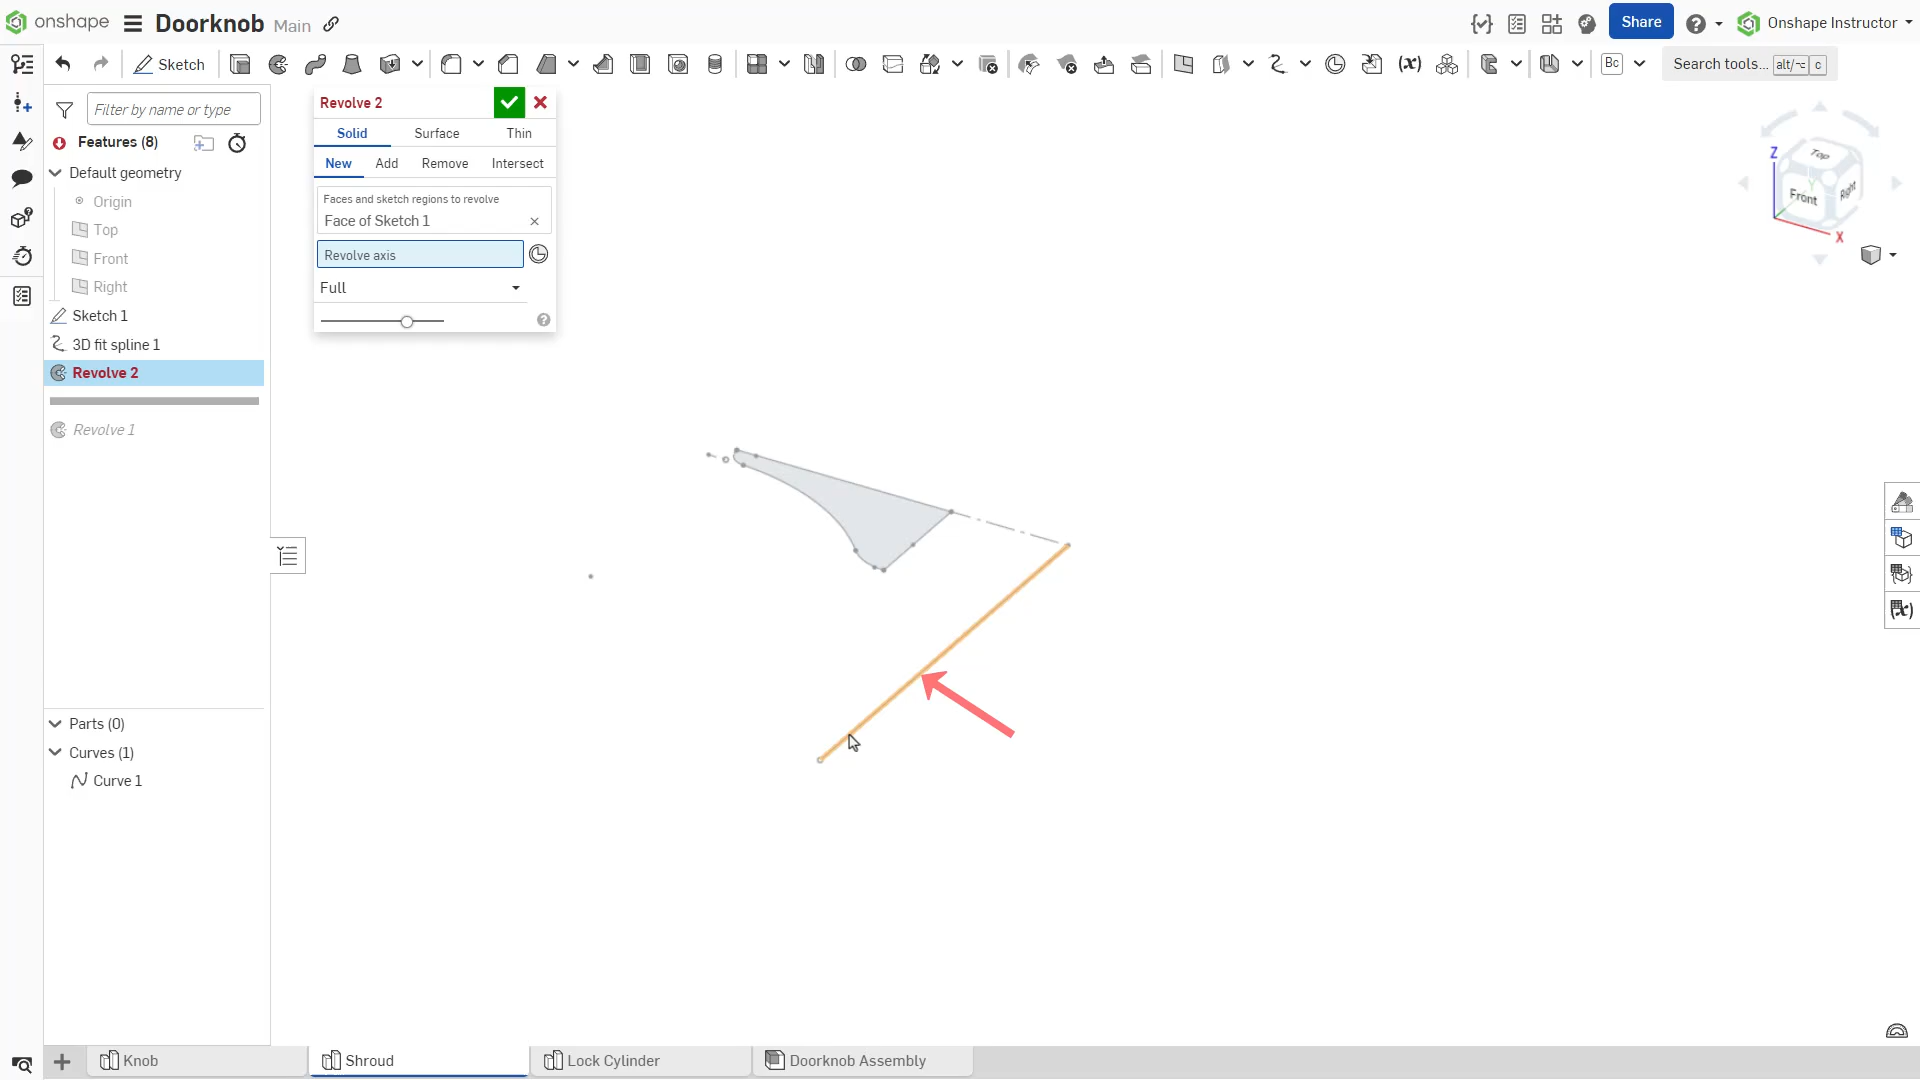 onshape Doorknob Main Share Onshape Instructor
Sketch Bc Search tools... alt/⌥ c
Filter by name or type
Features (8)
Default geometry
Origin
Top
Front
Right
Sketch 1
3D fit spline 1
Revolve 2
Revolve 1
Parts (0)
Curves (1)
Curve 1
Revolve 2
Solid Surface Thin
New Add Remove Intersect
Faces and sketch regions to revolve
Face of Sketch 1
Revolve axis
Full
Top
Z
Y
Front
Right
X
Knob Shroud Lock Cylinder Doorknob Assembly